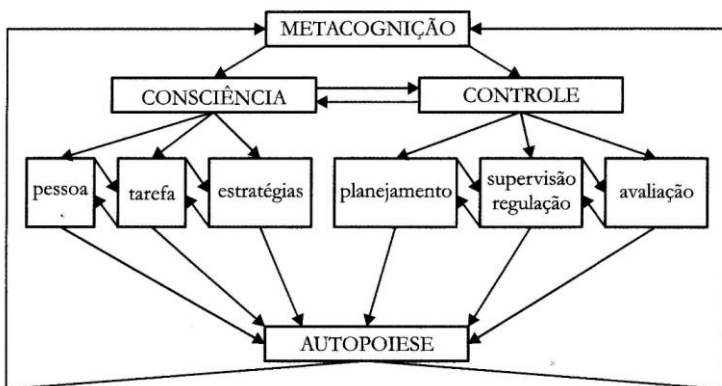 METACOGNIÇÃO
CONSCIÊNCIA
CONTROLE
pessoa
tarefa
estratégias
planejamento
supervisão
regulação
avaliação
AUTOPOIESE